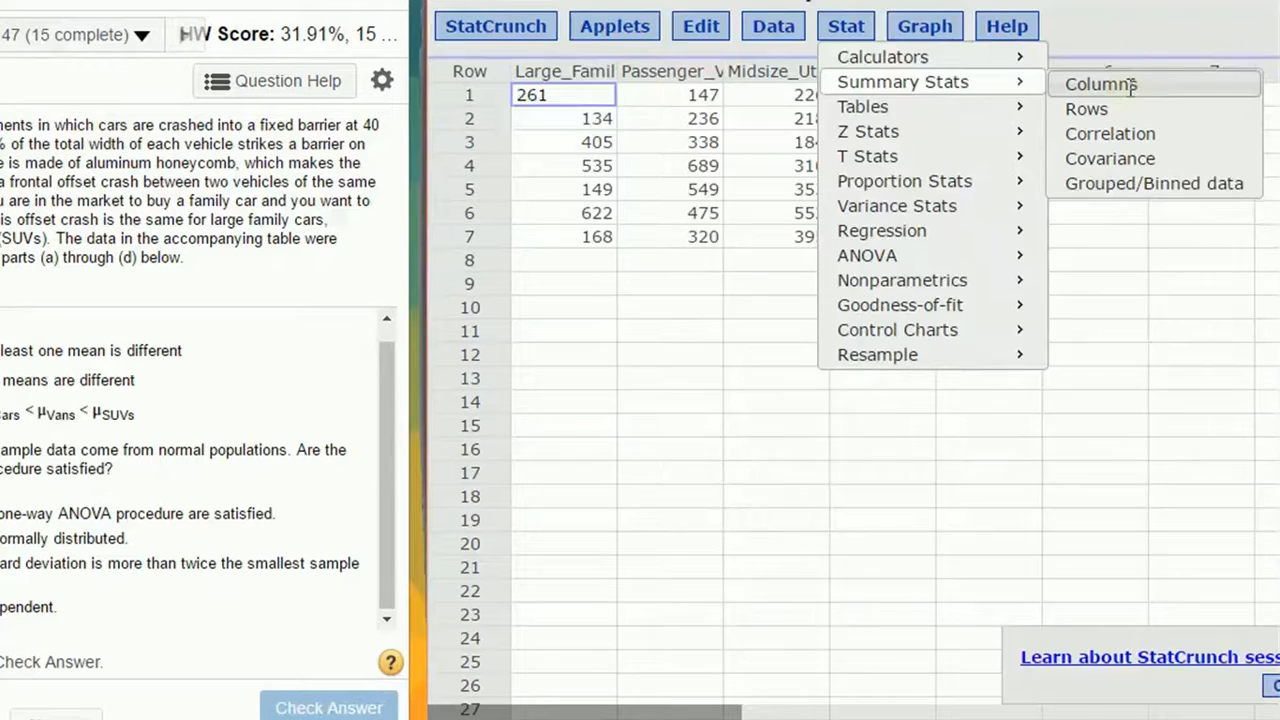 47 (15 complete)
HW Score: 31.91%, 15 ...
Question Help
ments in which cars are crashed into a fixed barrier at 40
% of the total width of each vehicle strikes a barrier on
e is made of aluminum honeycomb, which makes the
a frontal offset crash between two vehicles of the same
u are in the market to buy a family car and you want to
is offset crash is the same for large family cars,
(SUVs). The data in the accompanying table were
parts (a) through (d) below.
least one mean is different
means are different
Cars < μVans < μSUVs
ample data come from normal populations. Are the
cedure satisfied?
one-way ANOVA procedure are satisfied.
ormally distributed.
ard deviation is more than twice the smallest sample
pendent.
Check Answer.
?
Check Answer
StatCrunch Applets Edit Data Stat Graph Help
Row Large_Famil Passenger_V Midsize_Ut
1 261 147 220
2 134 236 218
3 405 338 184
4 535 689 310
5 149 549 35
6 622 475 55
7 168 320 39
8
9
10
11
12
13
14
15
16
17
18
19
20
21
22
23
24
25
26
27
Calculators
Summary Stats
Tables
Z Stats
T Stats
Proportion Stats
Variance Stats
Regression
ANOVA
Nonparametrics
Goodness-of-fit
Control Charts
Resample
Columns
Rows
Correlation
Covariance
Grouped/Binned data
Learn about StatCrunch sess